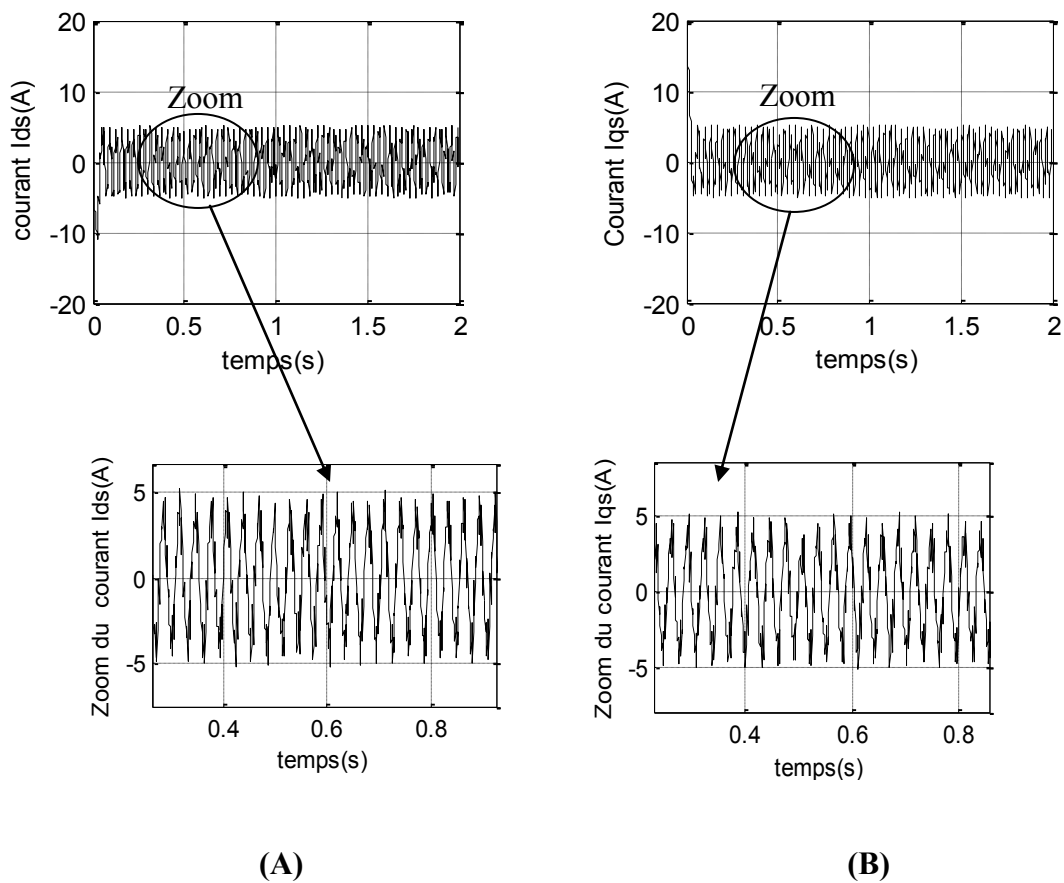 20
10
0
-10
-20
courant Ids(A)
Zoom
0 0.5 1 1.5 2
temps(s)
20
10
0
-10
-20
Courant Iqs(A)
Zoom
0 0.5 1 1.5 2
temps(s)
5
0
-5
Zoom du courant Ids(A)
0.4 0.6 0.8
temps(s)
5
0
-5
Zoom du courant Iqs(A)
0.4 0.6 0.8
temps(s)
(A)
(B)